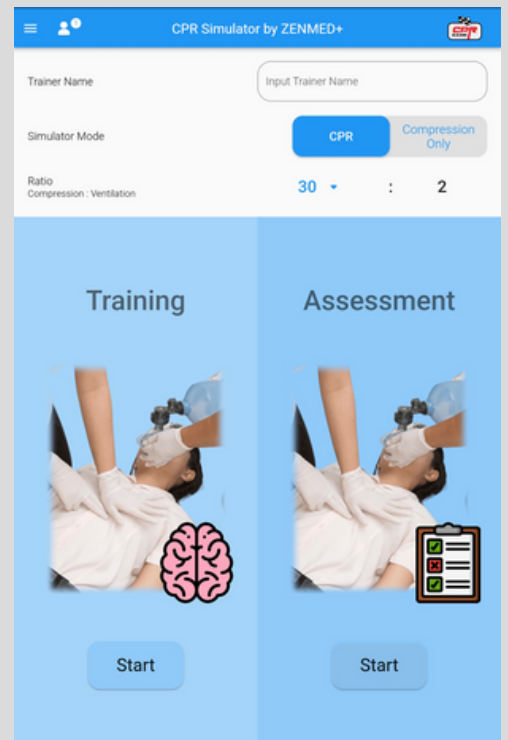 CPR Simulator by ZENMED+
CPR
Trainer Name
Input Trainer Name
Simulator Mode
CPR
Compression
Only
Ratio
Compression : Ventilation
30 : 2
Training
Assessment
Start
Start